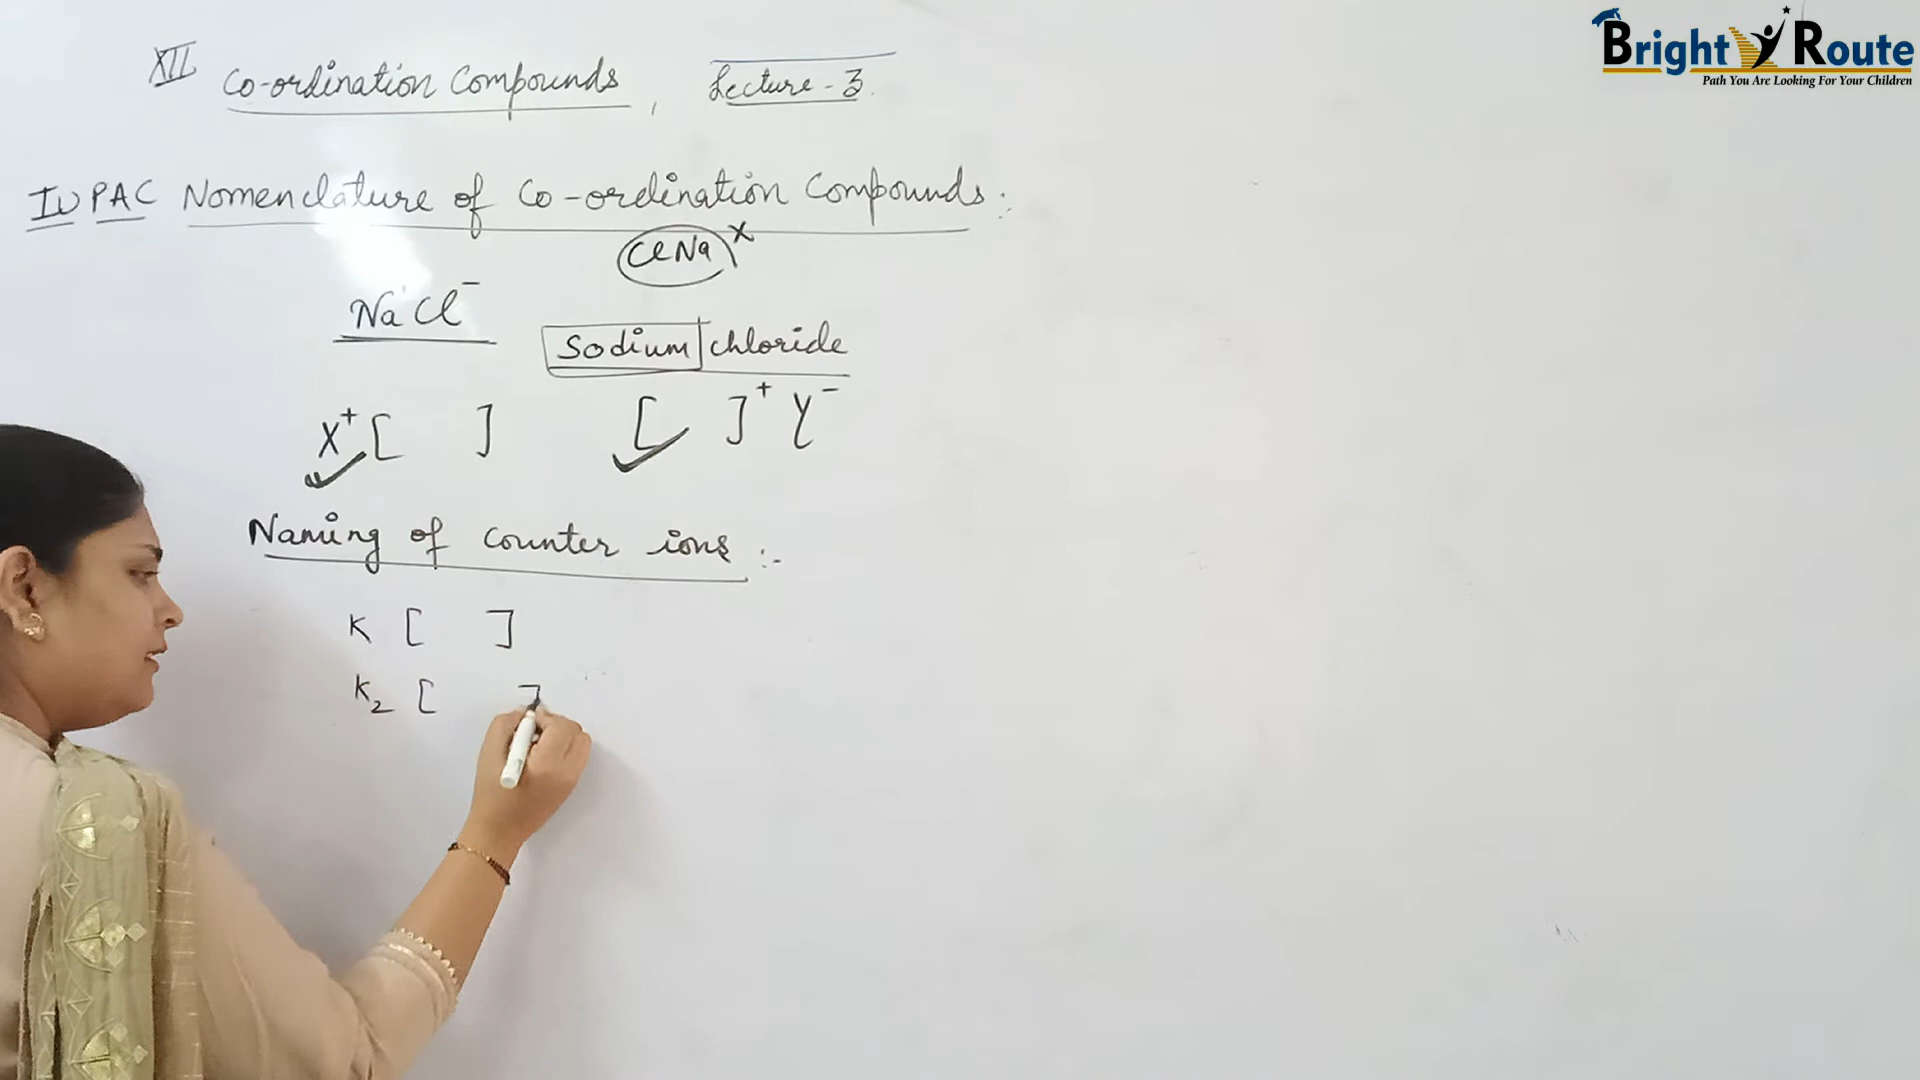 XII Co-ordination Compounds, Lecture-3.
IUPAC Nomenclature of Co-ordination Compounds:
ClNa x
NaCl⁻
Sodium chloride
X⁺[ ] [ ]⁺Y⁻
Naming of Counter ions :-
K [ ]
K₂ [ ]
Bright Route
Path You Are Looking For Your Children